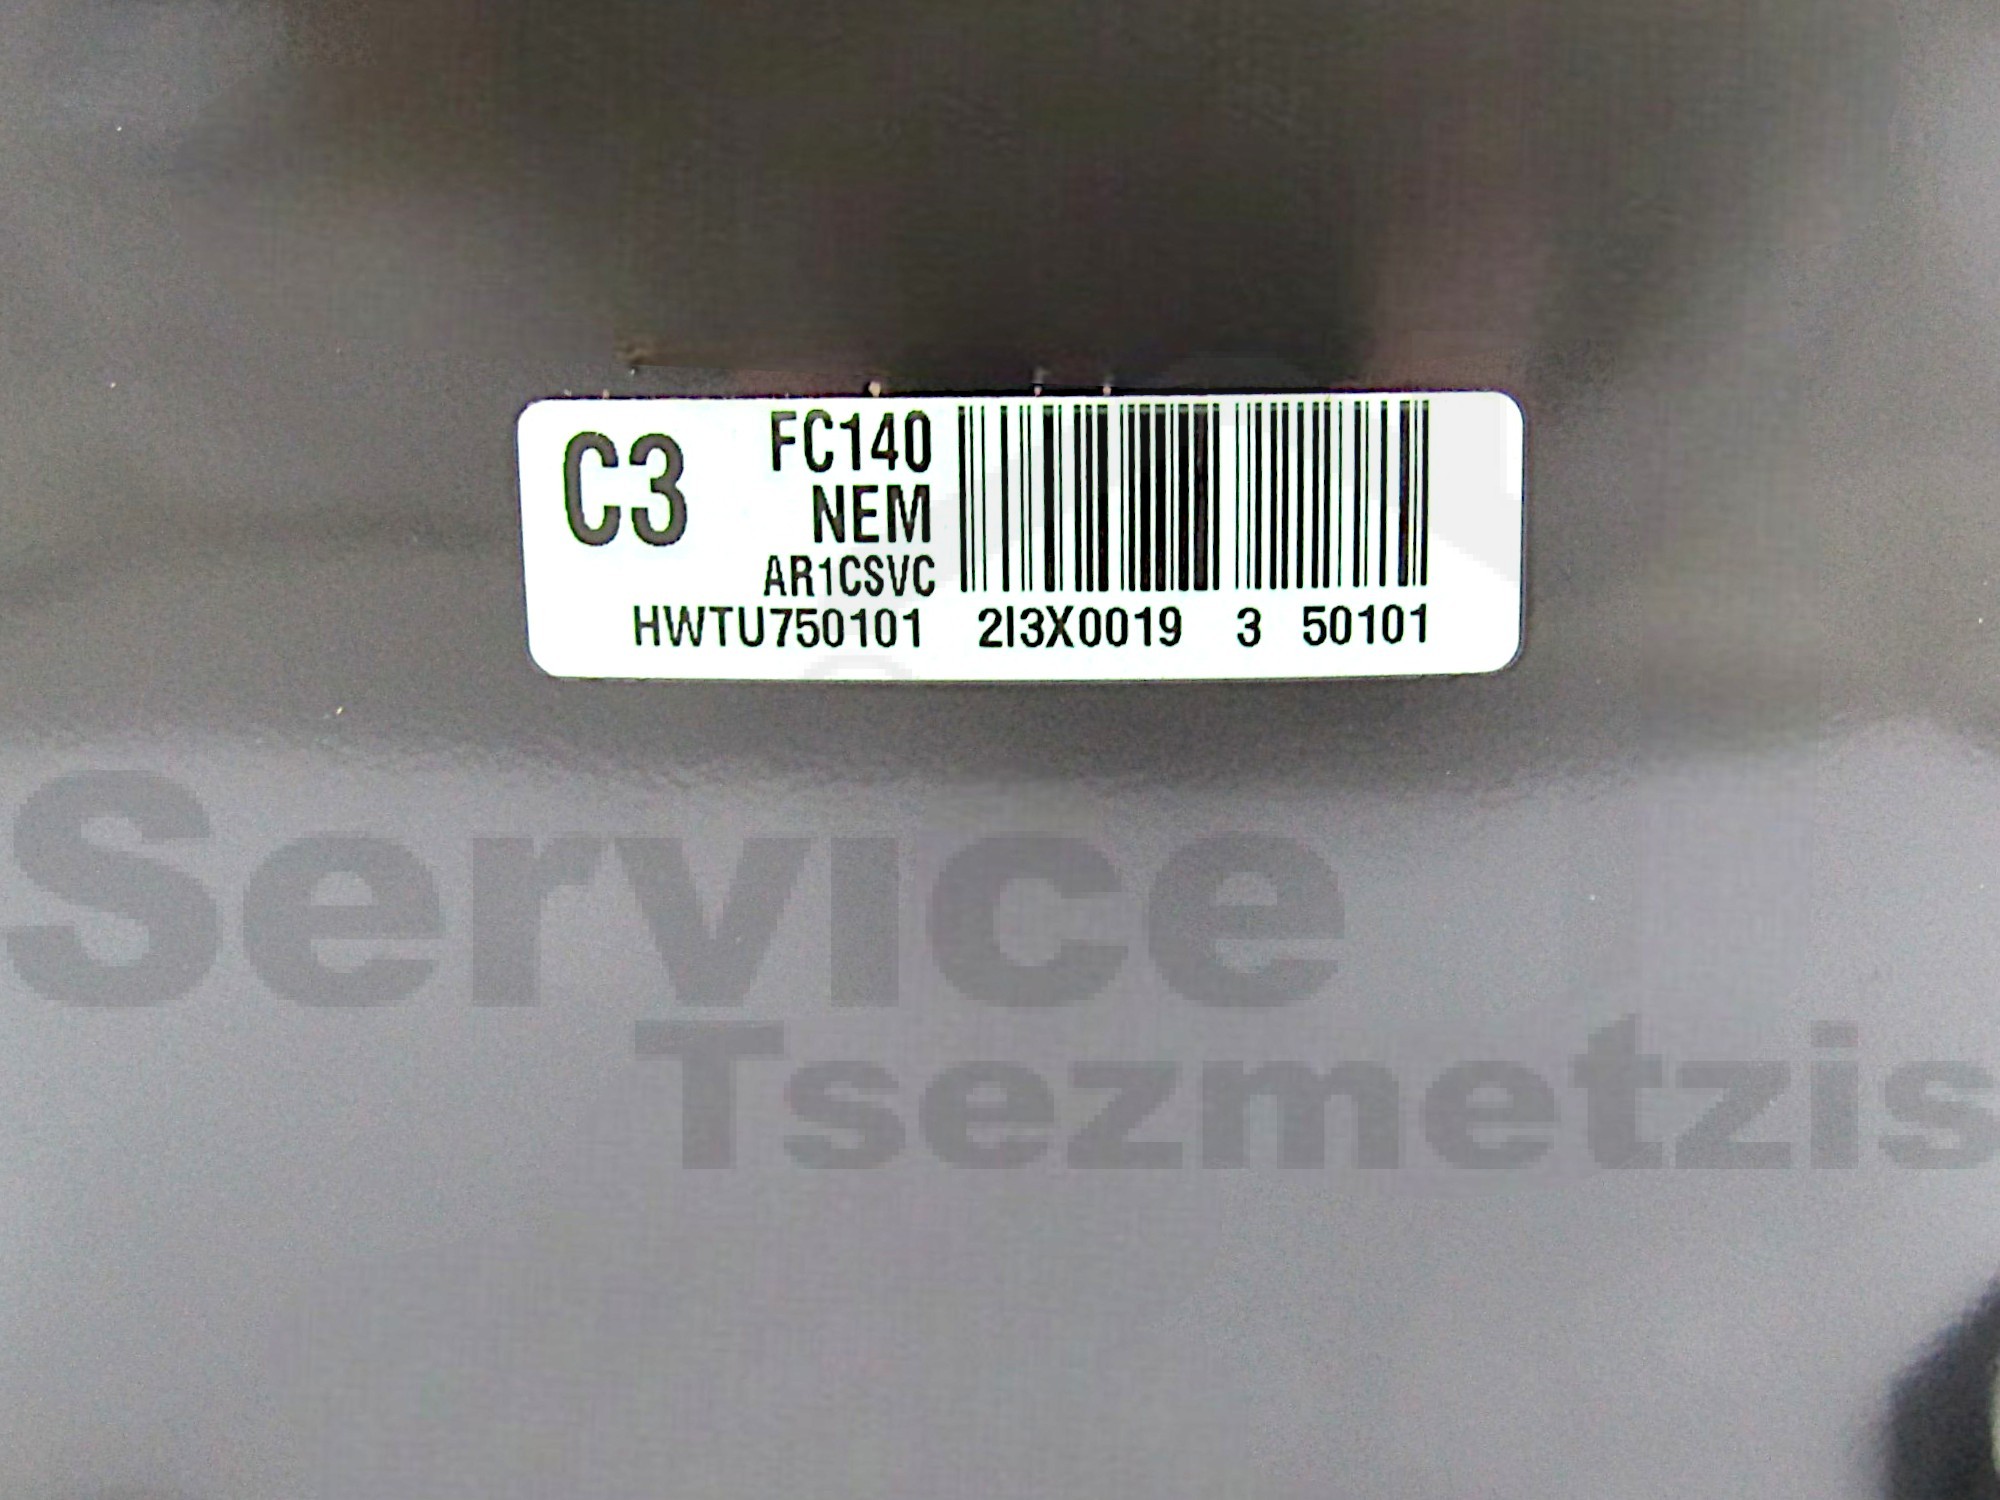 C3
FC140
NEM
AR1CSVC
HWTU750101 2I3X0019 3 50101
Service
Tsezmetzis